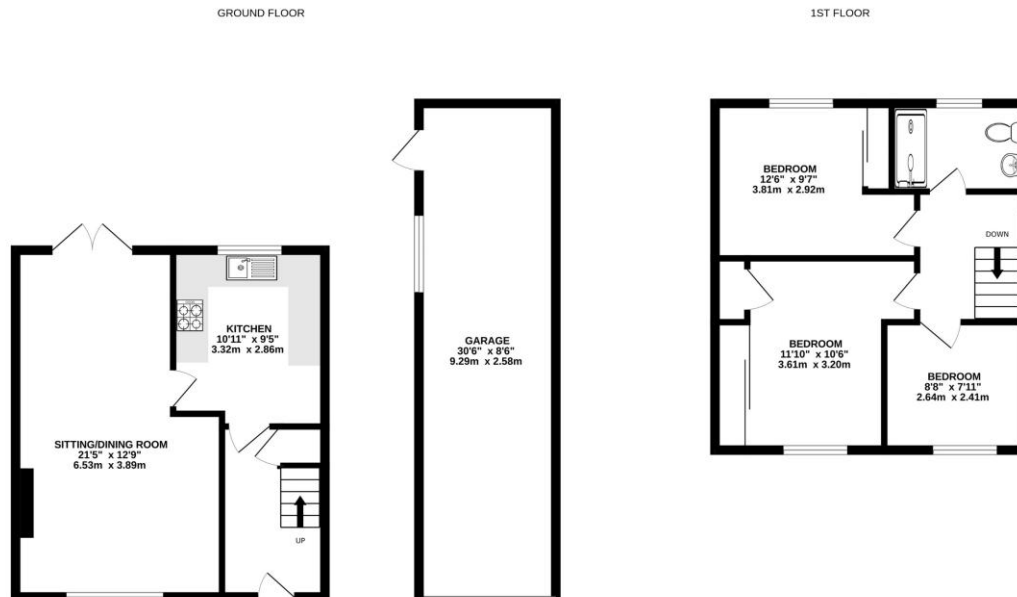 GROUND FLOOR
1ST FLOOR
BEDROOM
12'6" x 9'7"
3.81m x 2.92m
DOWN
KITCHEN
10'11" x 9'5"
3.32m x 2.86m
GARAGE
30'6" x 8'6"
9.29m x 2.58m
BEDROOM
11'10" x 10'6"
3.61m x 3.20m
BEDROOM
8'8" x 7'11"
2.64m x 2.41m
SITTING/DINING ROOM
21'5" x 12'9"
6.53m x 3.89m
UP